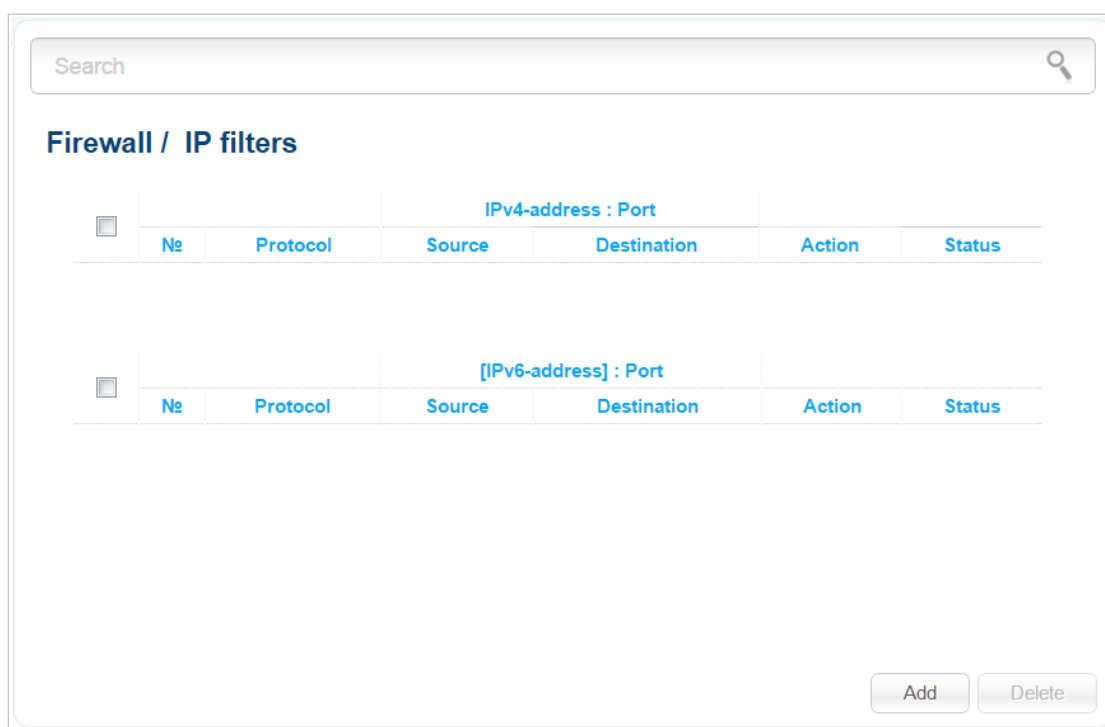 Search
Firewall / IP filters
IPv4-address : Port
№ Protocol Source Destination Action Status
[IPv6-address] : Port
№ Protocol Source Destination Action Status
Add Delete